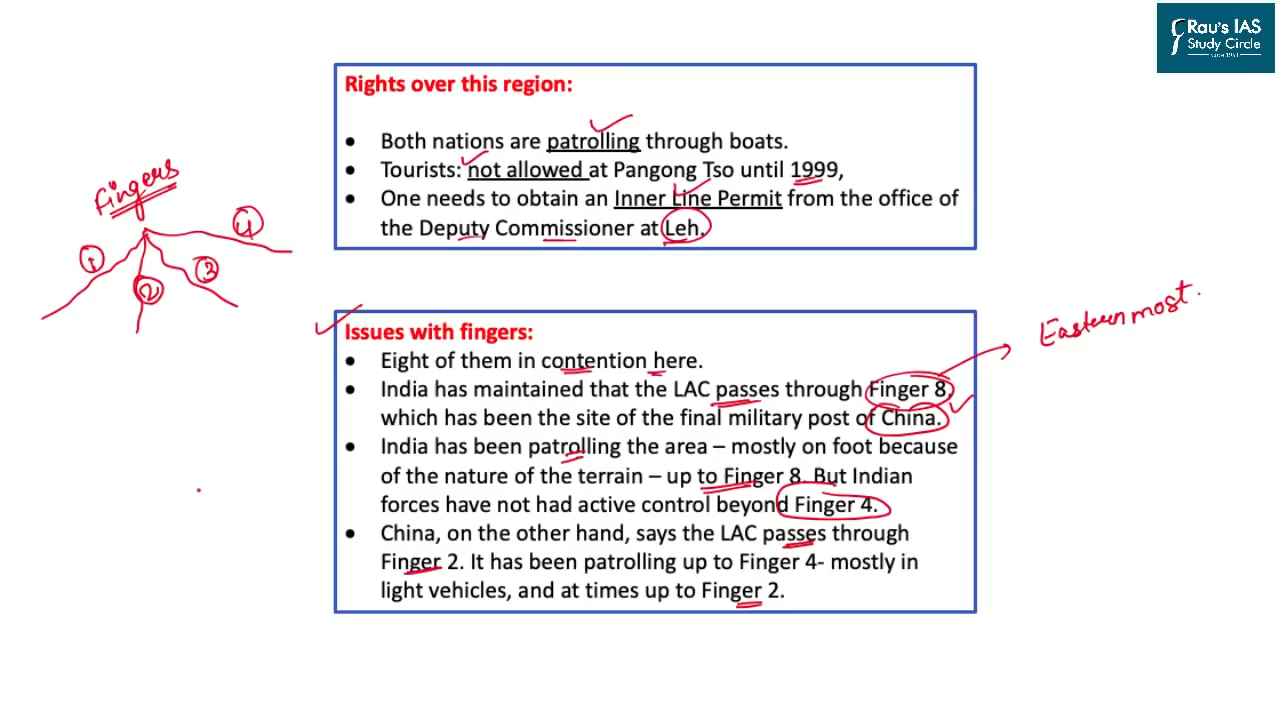 Rau's IAS
Study Circle
since 1953
Rights over this region:
• Both nations are patrolling through boats.
• Tourists: not allowed at Pangong Tso until 1999,
• One needs to obtain an Inner Line Permit from the office of
the Deputy Commissioner at Leh.
Fingers
1
2
3
4
Issues with fingers:
• Eight of them in contention here.
• India has maintained that the LAC passes through Finger 8,
which has been the site of the final military post of China.
• India has been patrolling the area – mostly on foot because
of the nature of the terrain – up to Finger 8. But Indian
forces have not had active control beyond Finger 4.
• China, on the other hand, says the LAC passes through
Finger 2. It has been patrolling up to Finger 4- mostly in
light vehicles, and at times up to Finger 2.
Eastern most.